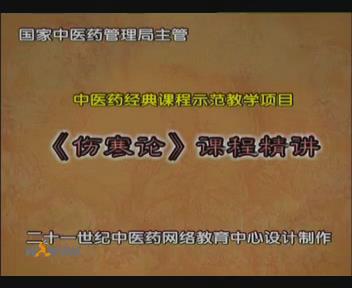 国家中医药管理局主管
中医药经典课程示范教学项目
《伤寒论》课程精讲
二十一世纪中医药网络教育中心设计制作